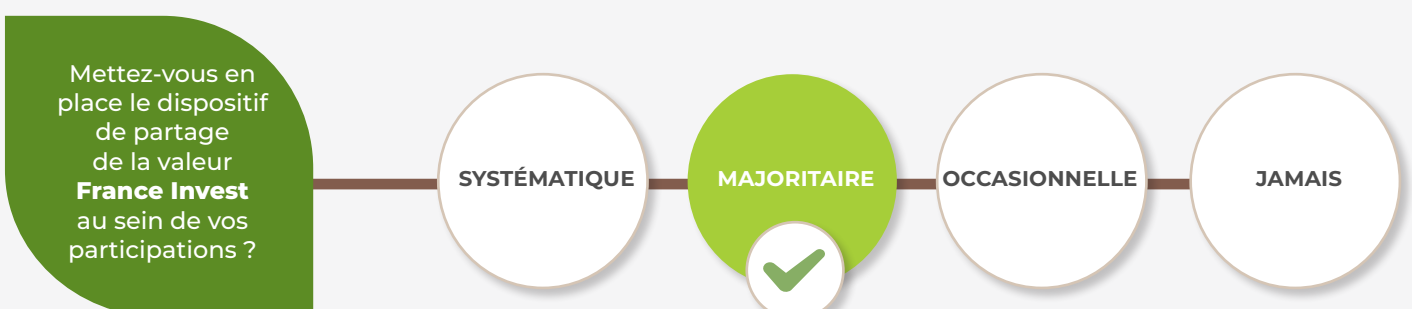 Mettez-vous en
place le dispositif
de partage
de la valeur
France Invest
au sein de vos
participations ?
SYSTÉMATIQUE
MAJORITAIRE
OCCASIONNELLE
JAMAIS